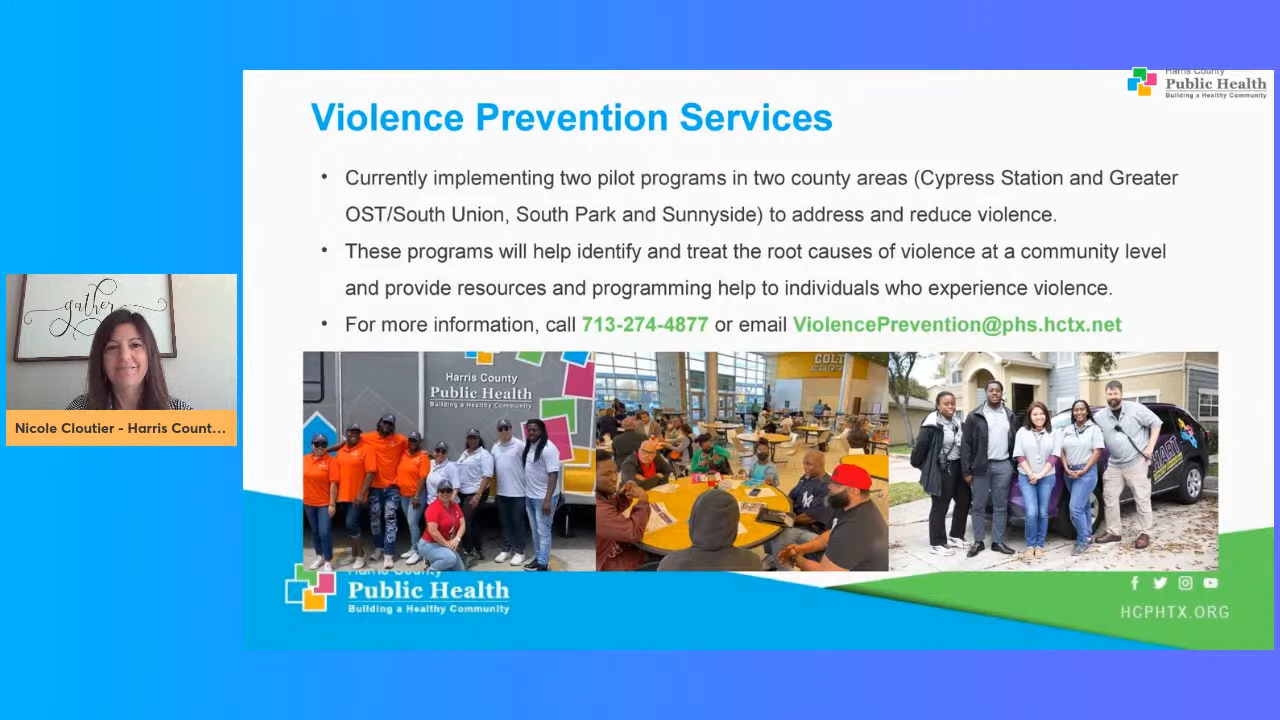 Harris County
Public Health
Building a Healthy Community
Violence Prevention Services
• Currently implementing two pilot programs in two county areas (Cypress Station and Greater
OST/South Union, South Park and Sunnyside) to address and reduce violence.
• These programs will help identify and treat the root causes of violence at a community level
and provide resources and programming help to individuals who experience violence.
• For more information, call 713-274-4877 or email ViolencePrevention@phs.hctx.net
gather
Nicole Cloutier - Harris Count...
Harris County
Public Health
Building a Healthy Community
COLT
HART
Harris County
Public Health
Building a Healthy Community
HCPHTX.ORG